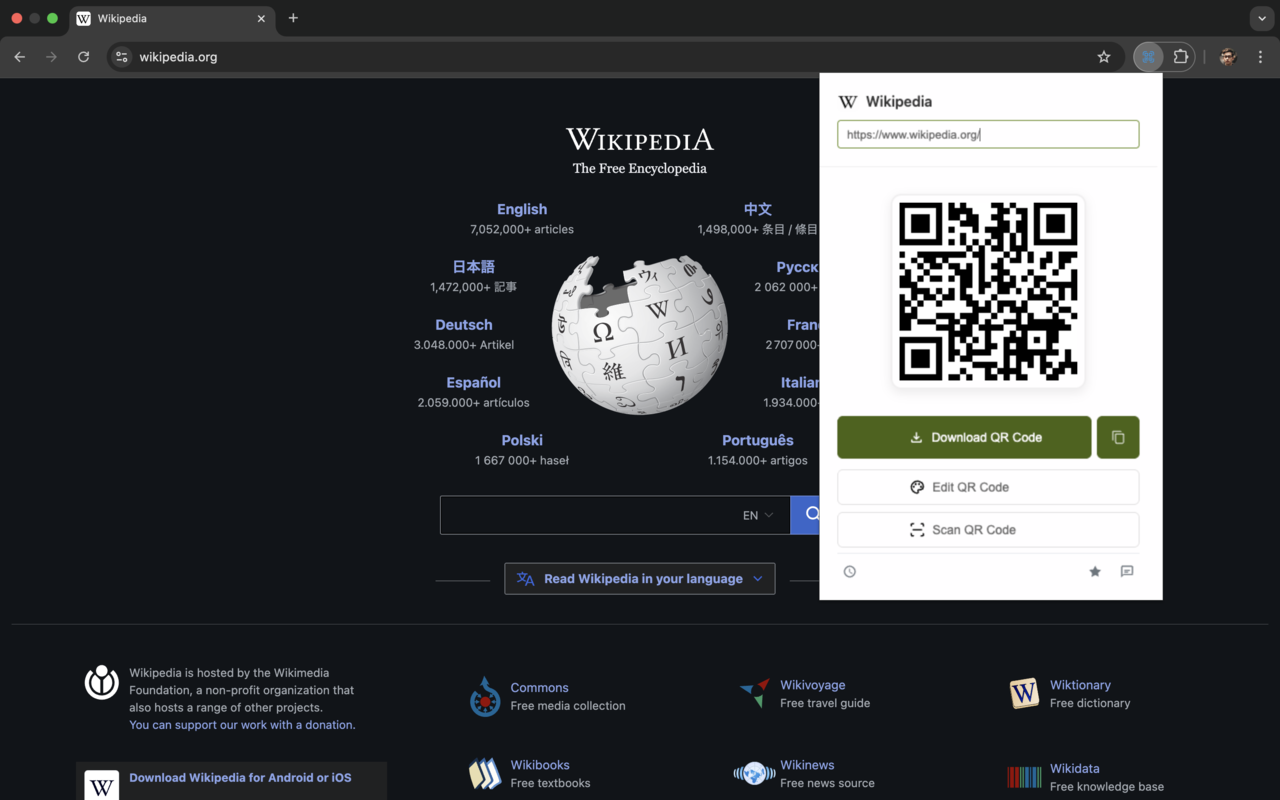 Wikipedia
wikipedia.org
Wikipedia
https://www.wikipedia.org/
WIKIPEDIA
The Free Encyclopedia
English
7,052,000+ articles
中文
1,498,000+ 条目 / 條目
日本語
1,472,000+ 記事
Русск
2 062 000+
Deutsch
3.048.000+ Artikel
Fran
2 707 000
Español
2.059.000+ artículos
Italian
1.934.000
Polski
1 667 000+ haseł
Português
1.154.000+ artigos
EN
Read Wikipedia in your language
Download QR Code
Edit QR Code
Scan QR Code
Wikipedia is hosted by the Wikimedia
Foundation, a non-profit organization that
also hosts a range of other projects.
You can support our work with a donation.
Download Wikipedia for Android or iOS
Commons
Free media collection
Wikivoyage
Free travel guide
Wiktionary
Free dictionary
Wikibooks
Free textbooks
Wikinews
Free news source
Wikidata
Free knowledge base